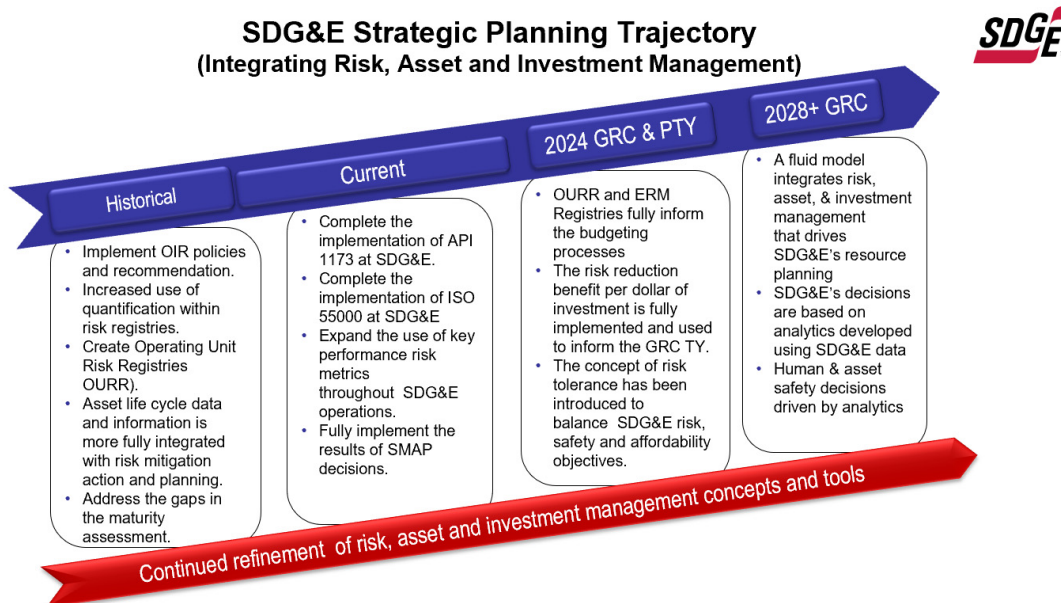 SDG&E Strategic Planning Trajectory
(Integrating Risk, Asset and Investment Management)
SDGE
Historical
• Implement OIR policies
and recommendation.
• Increased use of
quantification within
risk registries.
• Create Operating Unit
Risk Registries
OURR).
• Asset life cycle data
and information is
more fully integrated
with risk mitigation
action and planning.
• Address the gaps in
the maturity
assessment.
Current
• Complete the
implementation of API
1173 at SDG&E.
• Complete the
implementation of ISO
55000 at SDG&E
• Expand the use of key
performance risk
metrics
throughout SDG&E
operations.
• Fully implement the
results of SMAP
decisions.
2024 GRC & PTY
• OURR and ERM
Registries fully inform
the budgeting
processes
• The risk reduction
benefit per dollar of
investment is fully
implemented and used
to inform the GRC TY.
• The concept of risk
tolerance has been
introduced to
balance SDG&E risk,
safety and affordability
objectives.
2028+ GRC
• A fluid model
integrates risk,
asset, & investment
management
that drives
SDG&E's resource
planning
• SDG&E's decisions
are based on
analytics developed
using SDG&E data
• Human & asset
safety decisions
driven by analytics
Continued refinement of risk, asset and investment management concepts and tools